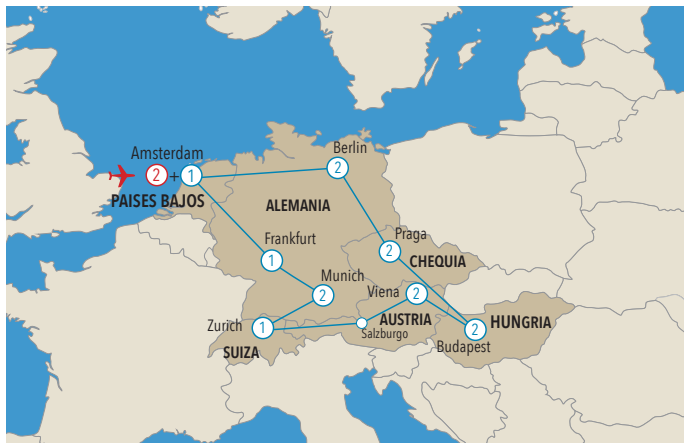 Berlin
Amsterdam
2
2 + 1
PAISES BAJOS
ALEMANIA
Praga
Frankfurt
2
CHEQUIA
1
Munich
Viena
2
2
Zurich
1
AUSTRIA
HUNGRIA
2
Salzburgo
SUIZA
Budapest